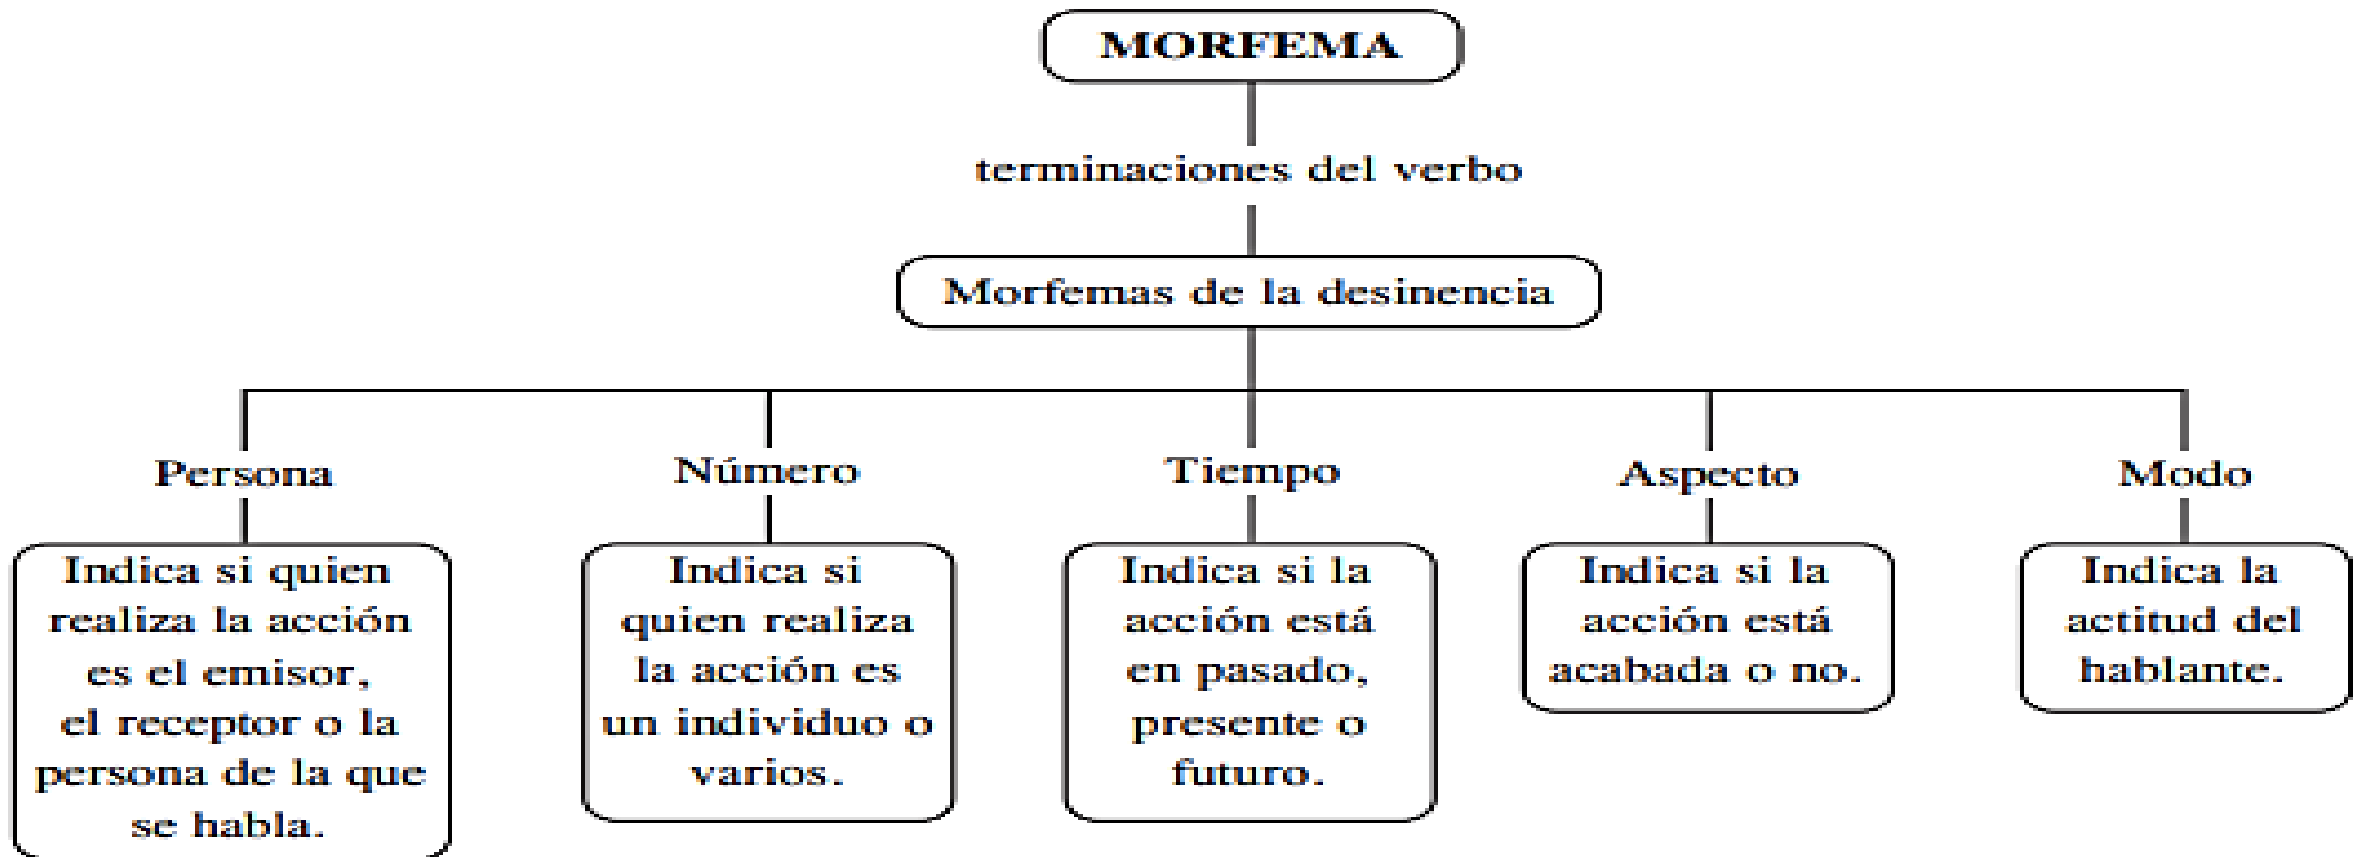 MORFEMA
terminaciones del verbo
Morfemas de la desinencia
Persona
Indica si quien
realiza la acción
es el emisor,
el receptor o la
persona de la que
se habla.
Número
Indica si
quien realiza
la acción es
un individuo o
varios.
Tiempo
Indica si la
acción está
en pasado,
presente o
futuro.
Aspecto
Indica si la
acción está
acabada o no.
Modo
Indica la
actitud del
hablante.